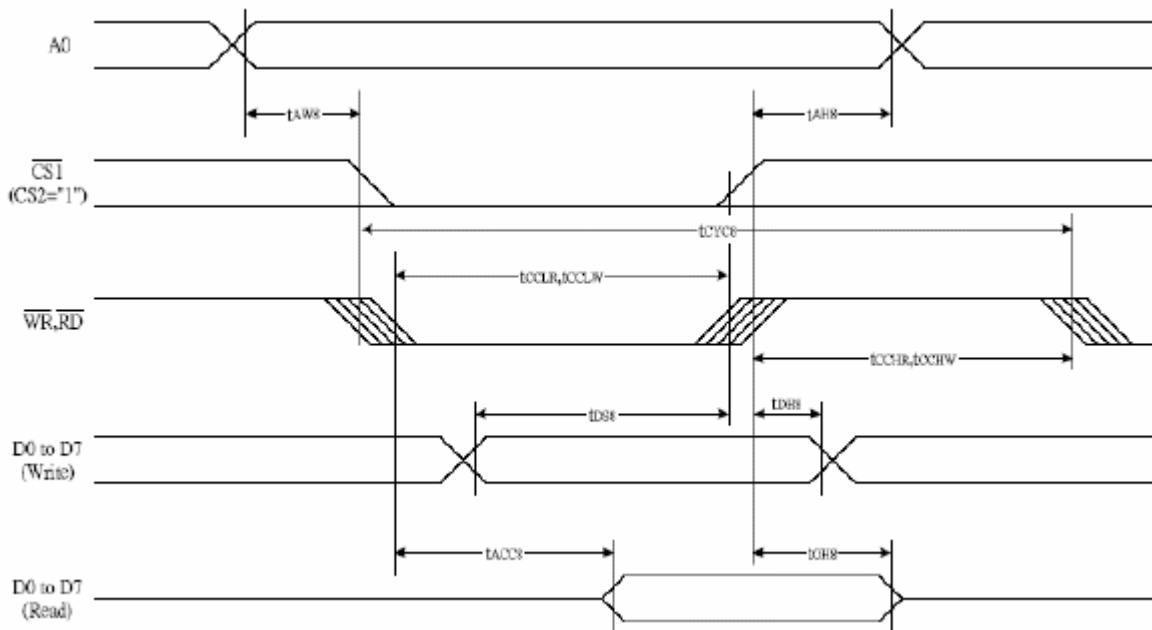 A0
tAW8
tAH8
CS1
(CS2="1")
tCYC8
tCCLR,tCCLW
WR,RD
tCCHR,tCCHW
tDS8
tDH8
D0 to D7
(Write)
tACC8
tOH8
D0 to D7
(Read)